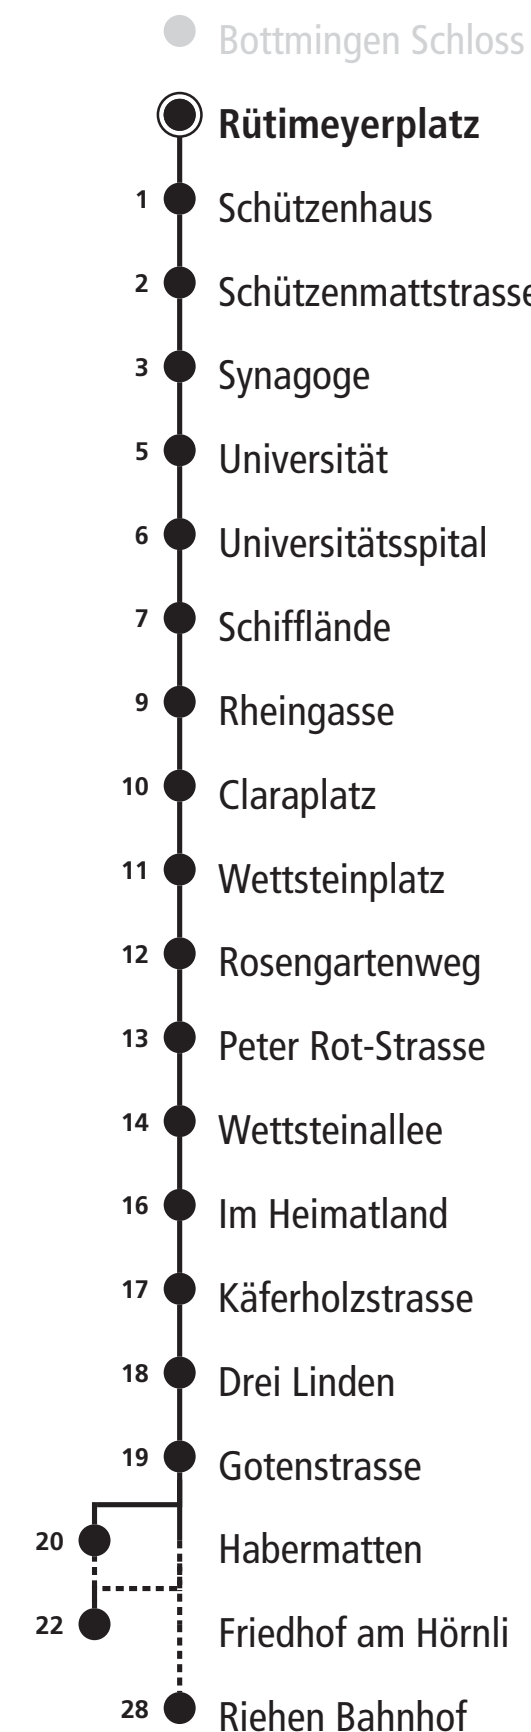 Bottmingen Schloss
Rütimeyerplatz
1 Schützenhaus
2 Schützenmattstrasse
3 Synagoge
5 Universität
6 Universitätsspital
7 Schifflände
9 Rheingasse
10 Claraplatz
11 Wettsteinplatz
12 Rosengartenweg
13 Peter Rot-Strasse
14 Wettsteinallee
16 Im Heimatland
17 Käferholzstrasse
18 Drei Linden
19 Gotenstrasse
20 Habermatten
22 Friedhof am Hörnli
28 Riehen Bahnhof